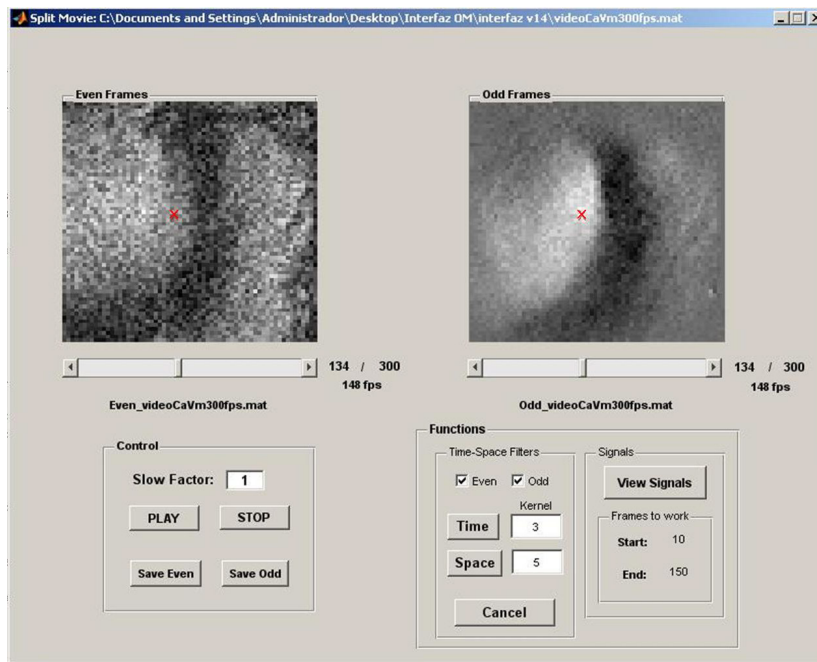 Split Movie: C:\Documents and Settings\Administrador\Desktop\Interfaz OM\interfaz v14\videoCaVm300fps.mat
Even Frames
Odd Frames
134 / 300
148 fps
134 / 300
148 fps
Even_videoCaVm300fps.mat
Odd_videoCaVm300fps.mat
Control
Slow Factor: 1
PLAY STOP
Save Even Save Odd
Functions
Time-Space Filters
Even Odd
Kernel
Time 3
Space 5
Cancel
Signals
View Signals
Frames to work
Start: 10
End: 150